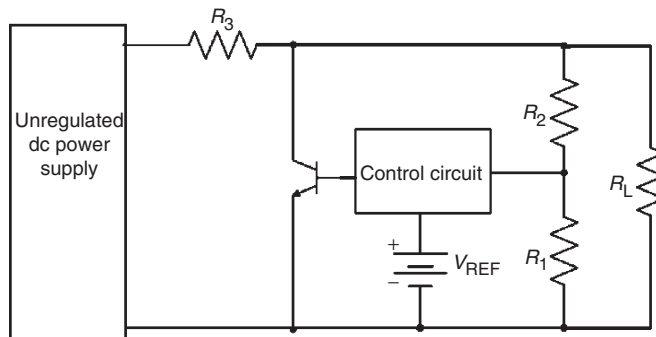 R3
Unregulated
dc power
supply
R2
Control circuit
RL
+
VREF
−
R1